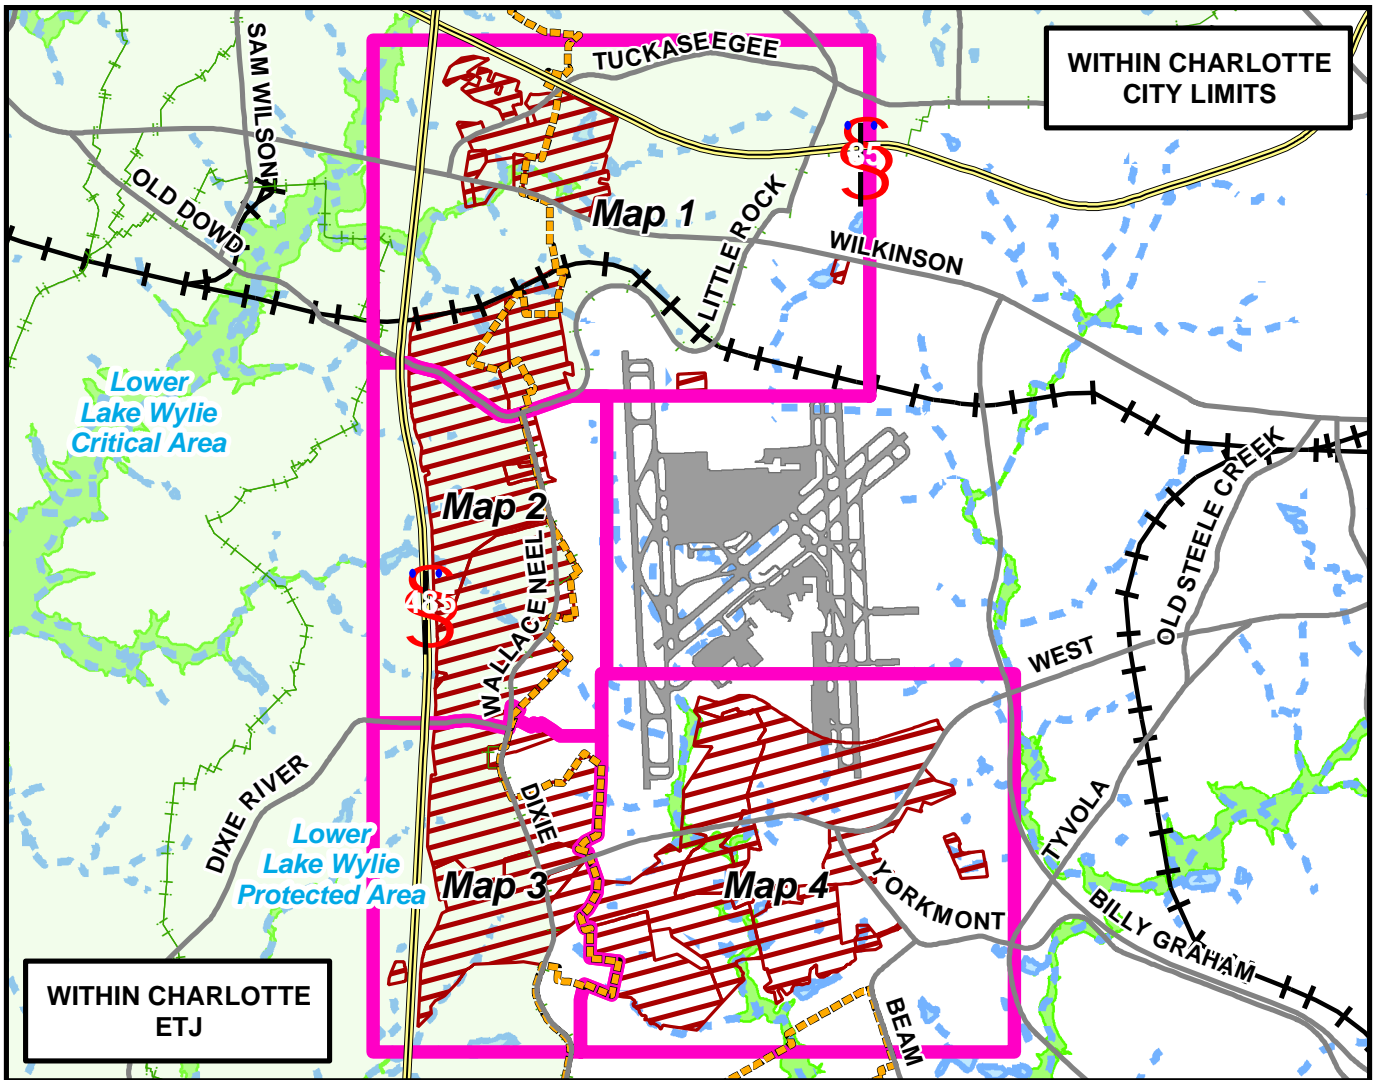 SAM WILSON
TUCKASEEGEE
WITHIN CHARLOTTE
CITY LIMITS
85
OLD DOWD
Map 1
LITTLE ROCK
WILKINSON
Lower
Lake Wylie
Critical Area
OLD STEELE CREEK
Map 2
485
WALLACE NEEL
WEST
DIXIE RIVER
DIXIE
TYVOLA
Lower
Lake Wylie
Protected Area
Map 3
Map 4
YORKMONT
BILLY GRAHAM
WITHIN CHARLOTTE
ETJ
BEAM